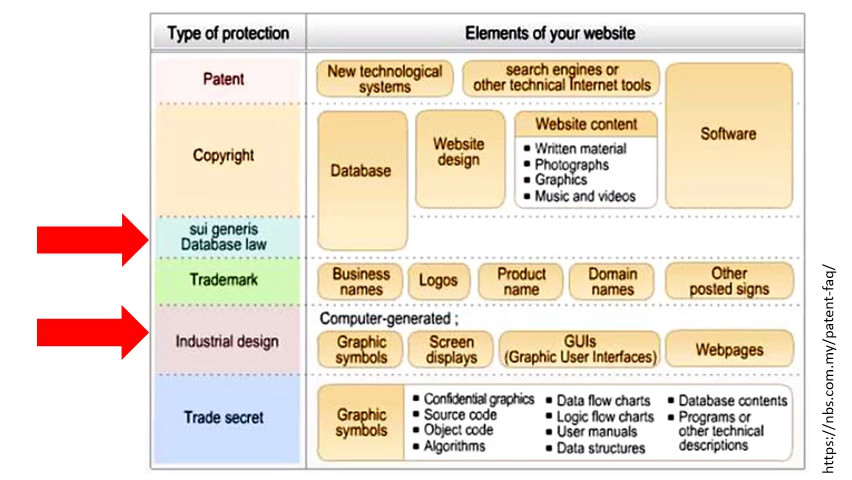 Type of protection
Elements of your website
Patent
New technological
systems
search engines or
other technical Internet tools
Software
Copyright
Database
Website
design
Website content
▪ Written material
▪ Photographs
▪ Graphics
▪ Music and videos
sui generis
Database law
Trademark
Business
names
Logos
Product
name
Domain
names
Other
posted signs
Industrial design
Computer-generated ;
Graphic
symbols
Screen
displays
GUIs
(Graphic User Interfaces)
Webpages
Trade secret
Graphic
symbols
▪ Confidential graphics
▪ Source code
▪ Object code
▪ Algorithms
▪ Data flow charts
▪ Logic flow charts
▪ User manuals
▪ Data structures
▪ Database contents
▪ Programs or
other technical
descriptions
https://nbs.com.my/patent-faq/